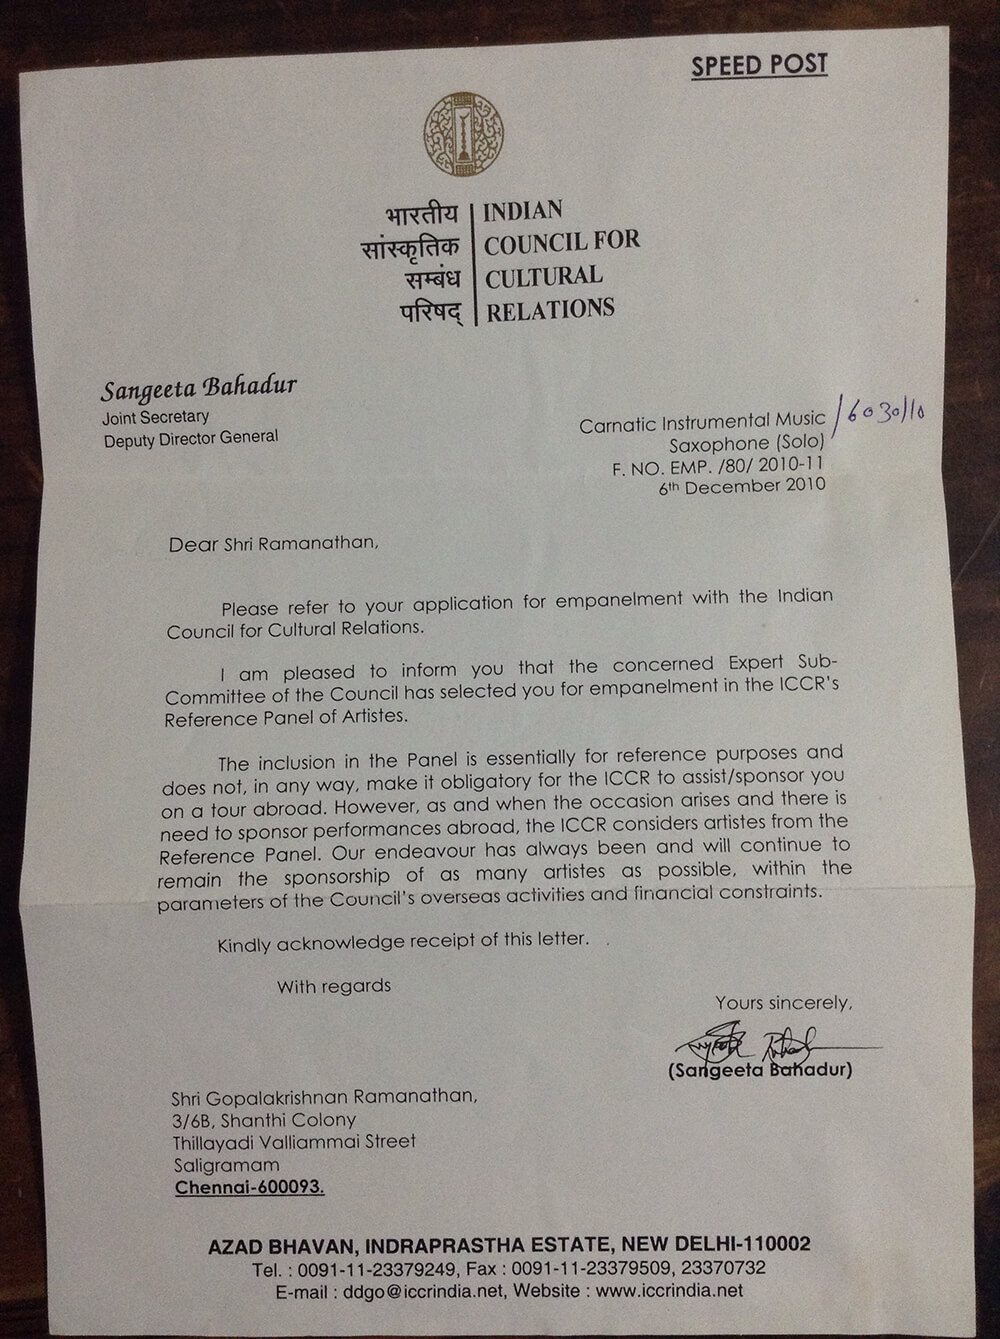 SPEED POST
भारतीय
सांस्कृतिक
सम्बंध
परिषद्
INDIAN
COUNCIL FOR
CULTURAL
RELATIONS
Sangeeta Bahadur
Joint Secretary
Deputy Director General
Carnatic Instrumental Music /6030/10
Saxophone (Solo)
F. NO. EMP. /80/ 2010-11
6th December 2010
Dear Shri Ramanathan,
Please refer to your application for empanelment with the Indian
Council for Cultural Relations.
I am pleased to inform you that the concerned Expert Sub-
Committee of the Council has selected you for empanelment in the ICCR's
Reference Panel of Artistes.
The inclusion in the Panel is essentially for reference purposes and
does not, in any way, make it obligatory for the ICCR to assist/sponsor you
on a tour abroad. However, as and when the occasion arises and there is
need to sponsor performances abroad, the ICCR considers artistes from the
Reference Panel. Our endeavour has always been and will continue to
remain the sponsorship of as many artistes as possible, within the
parameters of the Council's overseas activities and financial constraints.
Kindly acknowledge receipt of this letter.
With regards
Yours sincerely,
(Sangeeta Bahadur)
Shri Gopalakrishnan Ramanathan,
3/6B, Shanthi Colony
Thillayadi Valliammai Street
Saligramam
Chennai-600093.
AZAD BHAVAN, INDRAPRASTHA ESTATE, NEW DELHI-110002
Tel. : 0091-11-23379249, Fax : 0091-11-23379509, 23370732
E-mail : ddgo@iccrindia.net, Website : www.iccrindia.net